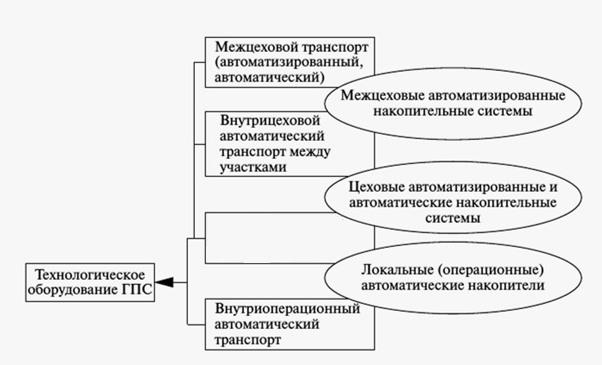 Межцеховой транспорт
(автоматизированный,
автоматический)
Межцеховые автоматизированные
накопительные системы
Внутрицеховой
автоматический
транспорт между
участками
Цеховые автоматизированные и
автоматические накопительные
системы
Технологическое
оборудование ГПС
Локальные (операционные)
автоматические накопители
Внутриоперационный
автоматический
транспорт